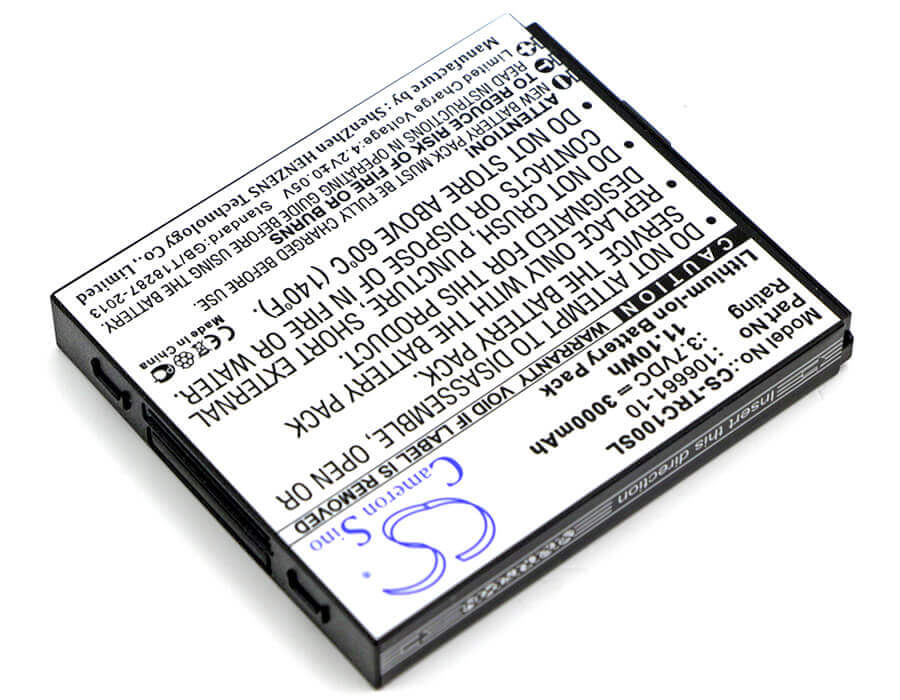 Model No.:CS-TRC100SL
Part No :106661-10
Rating :3.7VDC = 3000mAh
11.10Wh
Lithium-Ion Battery Pack
CAUTION WARRANTY VOID IF LABEL IS REMOVED
• DO NOT ATTEMPT TO DISASSEMBLE, OPEN OR
SERVICE THE BATTERY PACK.
• REPLACE ONLY WITH THE BATTERY PACK
DESIGNATED FOR THIS PRODUCT.
• DO NOT CRUSH, PUNCTURE, SHORT EXTERNAL
CONTACTS OR DISPOSE OF IN FIRE OR WATER.
• DO NOT STORE ABOVE 60°C (140°F).
ATTENTION!
TO REDUCE RISK OF FIRE OR BURNS
NEW BATTERY PACK MUST BE FULLY CHARGED BEFORE USE.
READ INSTRUCTIONS IN OPERATING GUIDE BEFORE USING THE BATTERY.
Limited Charge Voltage:4.2V±0.05V Standard:GB/T18287-2013
Manufacture by:ShenZhen HENZENS Technology Co., Limited
CE
Made in China
CS
Cameron Sino
®
Insert this direction